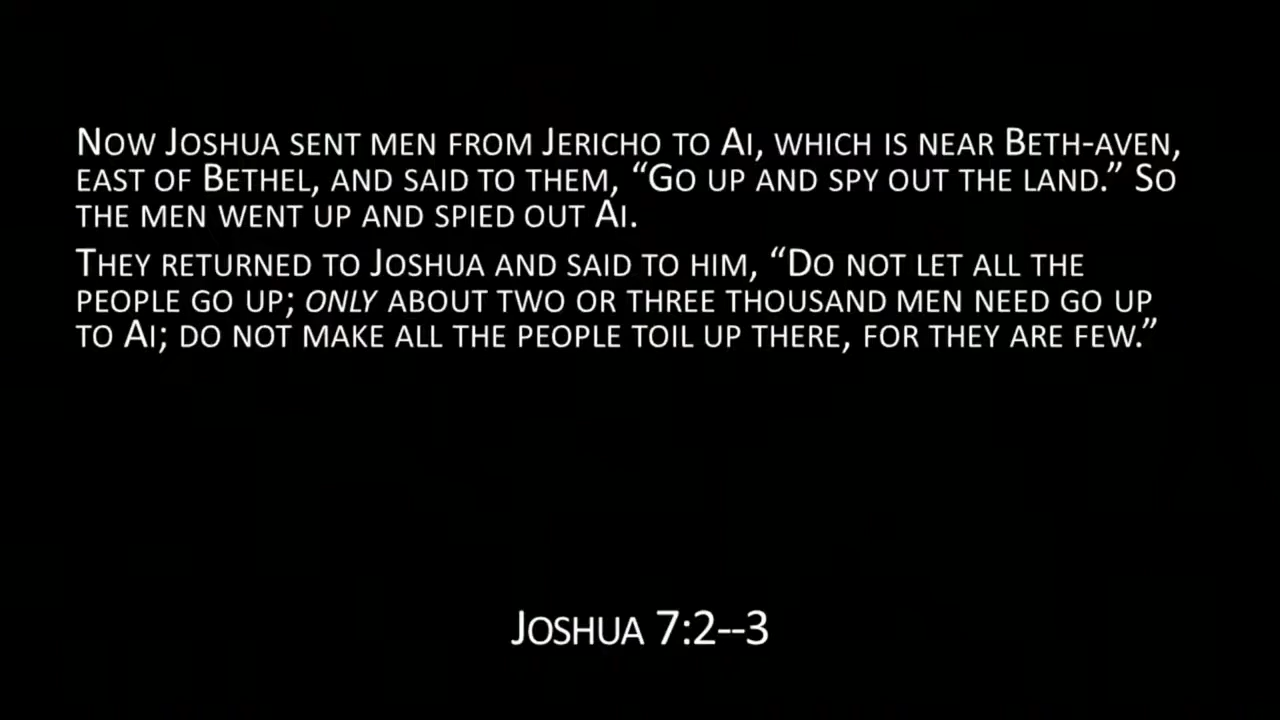 Now Joshua sent men from Jericho to Ai, which is near Beth-aven,
east of Bethel, and said to them, “Go up and spy out the land.” So
the men went up and spied out Ai.
They returned to Joshua and said to him, “Do not let all the
people go up; only about two or three thousand men need go up
to Ai; do not make all the people toil up there, for they are few.”
Joshua 7:2--3